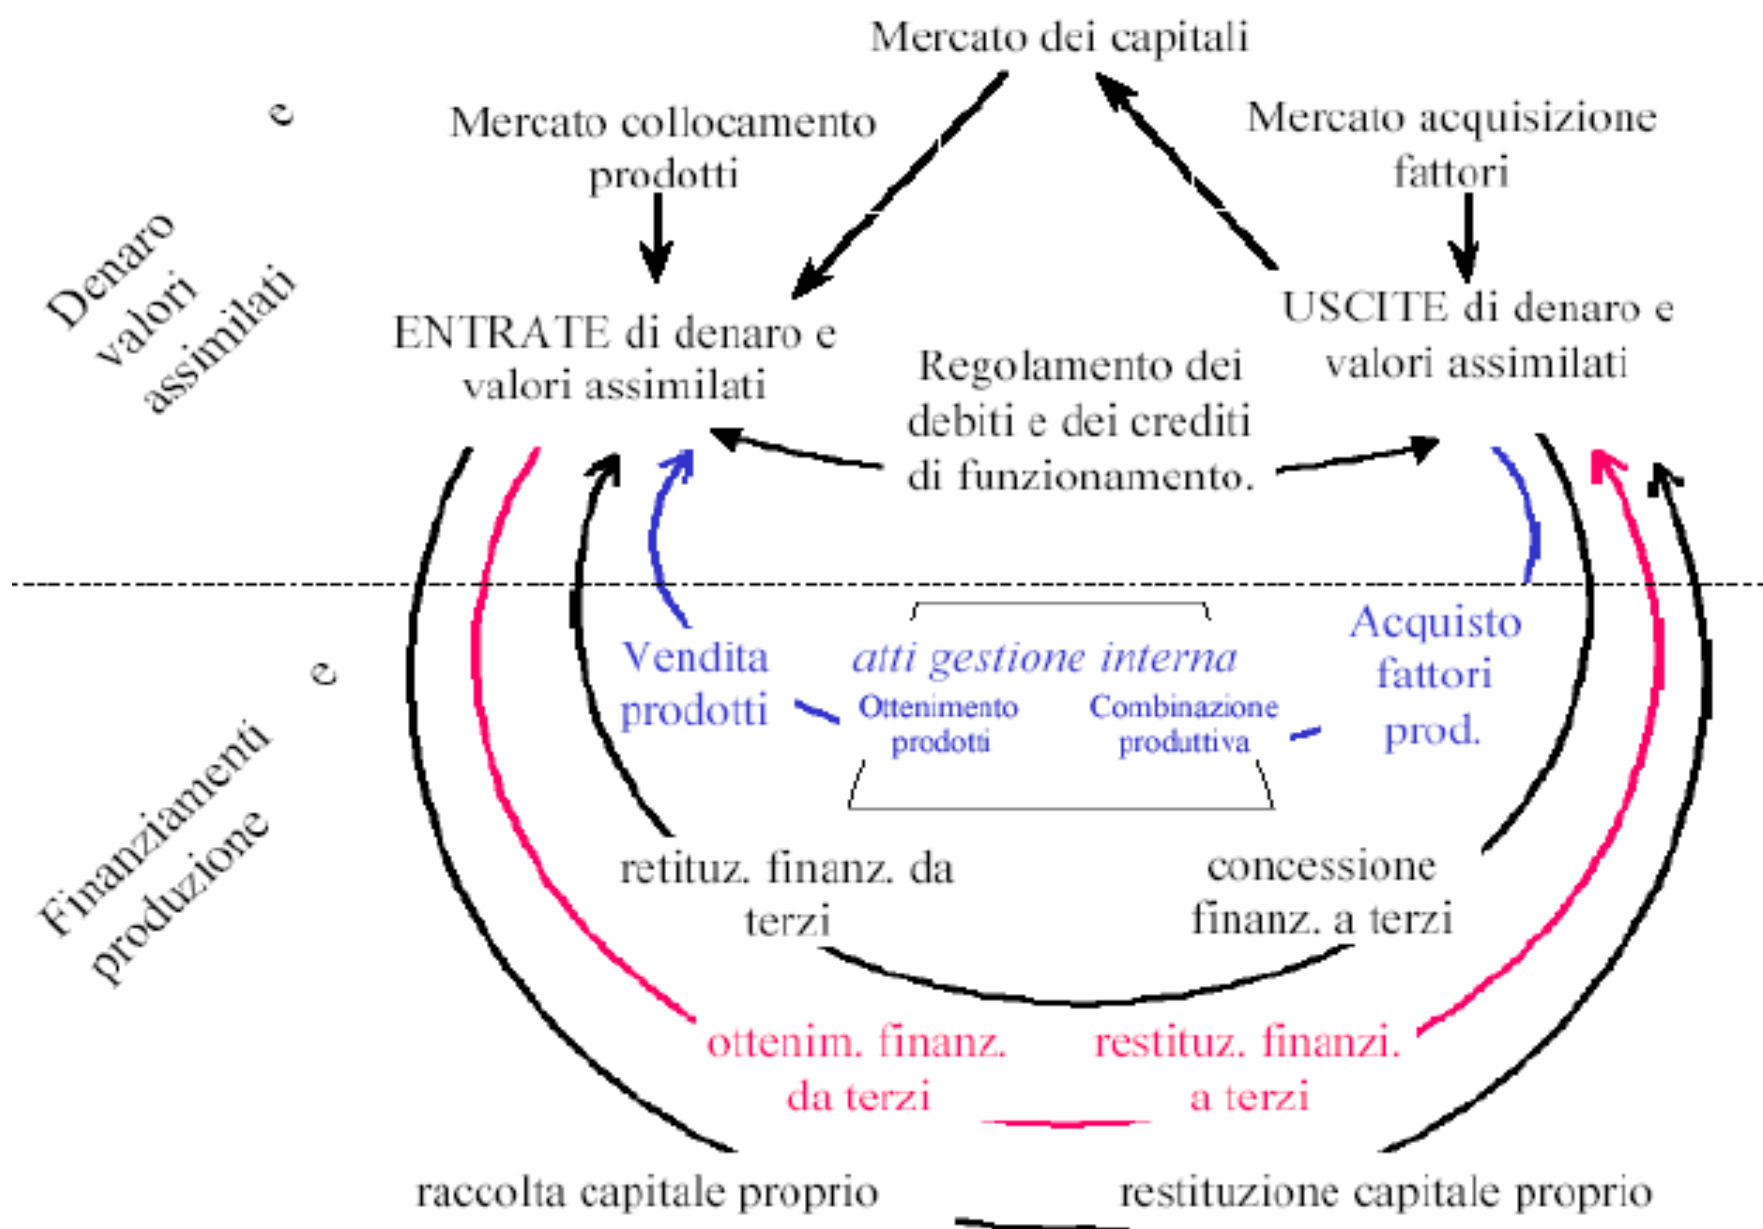 Mercato dei capitali
Mercato collocamento
prodotti
Mercato acquisizione
fattori
Denaro e
valori
assimilati
ENTRATE di denaro e
valori assimilati
USCITE di denaro e
valori assimilati
Regolamento dei
debiti e dei crediti
di funzionamento.
Finanziamenti e
produzione
Vendita
prodotti
atti gestione interna
Ottenimento
prodotti
Combinazione
produttiva
Acquisto
fattori
prod.
retituz. finanz. da
terzi
concessione
finanz. a terzi
ottenim. finanz.
da terzi
restituz. finanzi.
a terzi
raccolta capitale proprio
restituzione capitale proprio